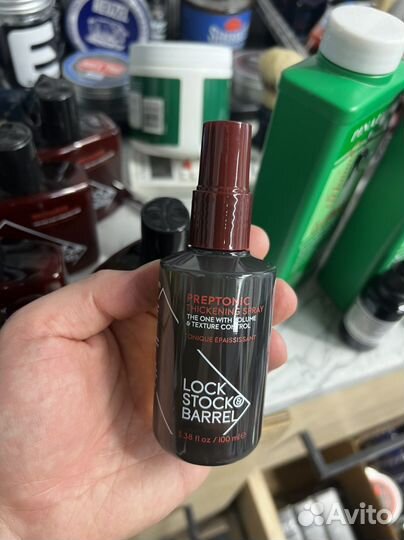 PREPTONIC
THICKENING SPRAY
THE ONE WITH VOLUME
& TEXTURE CONTROL
TONIQUE ÉPAISSISSANT
LOCK
STOCK &
BARREL
3.38 fl oz / 100 ml ℮
Avito